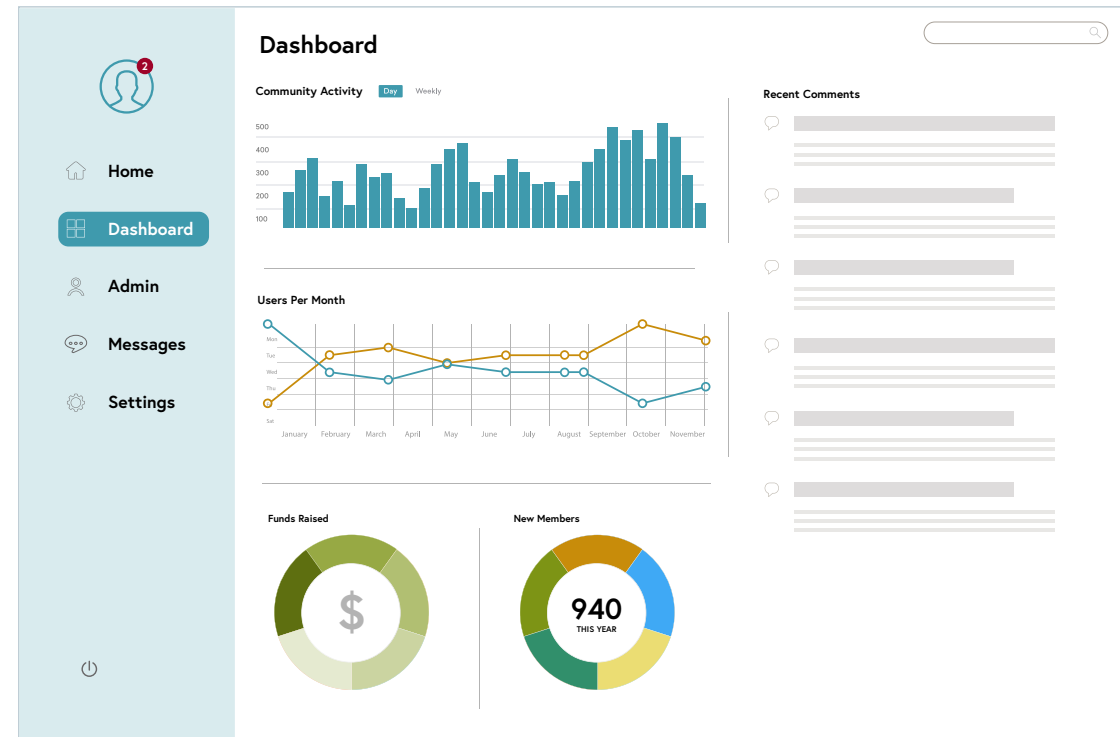 2
Home
Dashboard
Admin
Messages
Settings
Dashboard
Community Activity Day Weekly
500
400
300
200
100
Users Per Month
Mon
Tue
Wed
Thu
Sat
January February March April May June July August September October November
Funds Raised
$
New Members
940
THIS YEAR
Recent Comments